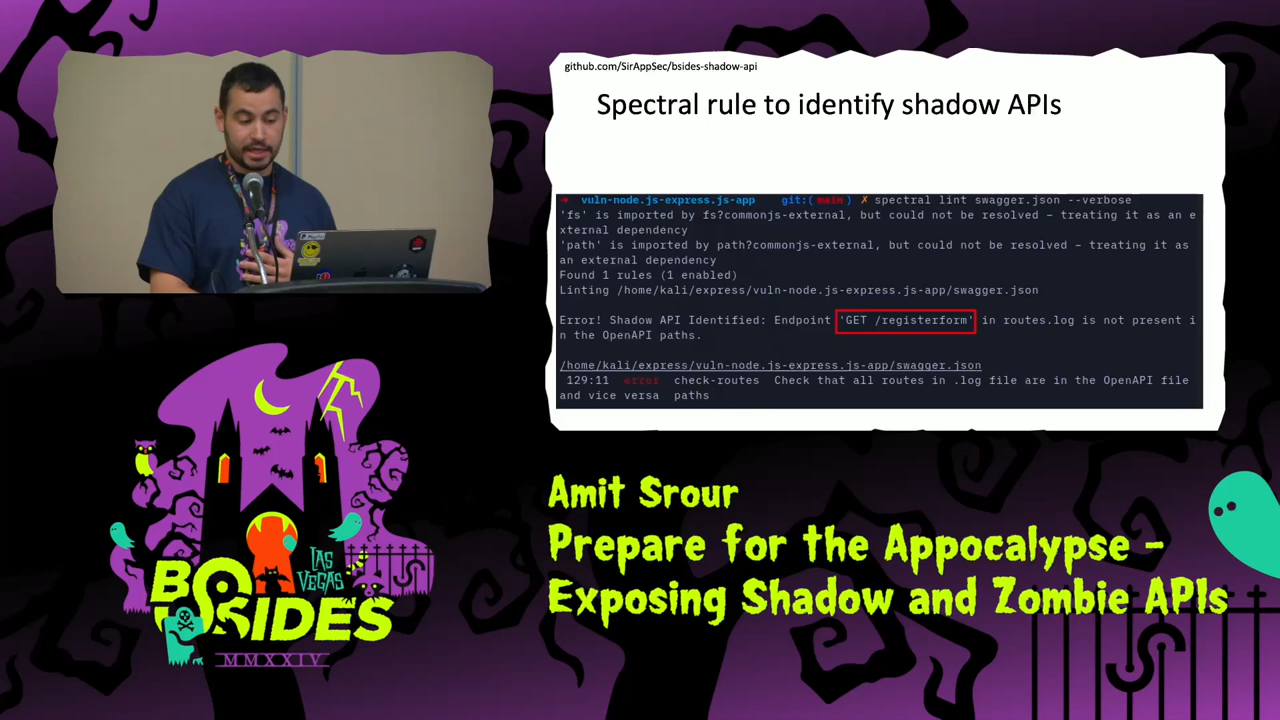 github.com/SirAppSec/bsides-shadow-api
Spectral rule to identify shadow APIs
➜ vuln-node.js-express.js-app git:(main) ✗ spectral lint swagger.json --verbose
'fs' is imported by fs?commonjs-external, but could not be resolved – treating it as an e
xternal dependency
'path' is imported by path?commonjs-external, but could not be resolved – treating it as
an external dependency
Found 1 rules (1 enabled)
Linting /home/kali/express/vuln-node.js-express.js-app/swagger.json
Error! Shadow API Identified: Endpoint 'GET /registerform' in routes.log is not present i
n the OpenAPI paths.
/home/kali/express/vuln-node.js-express.js-app/swagger.json
129:11 error check-routes Check that all routes in .log file are in the OpenAPI file
and vice versa paths
Amit Srour
Prepare for the Appocalypse -
Exposing Shadow and Zombie APIs
LAS
VEGAS
BSIDES
MMXXIV